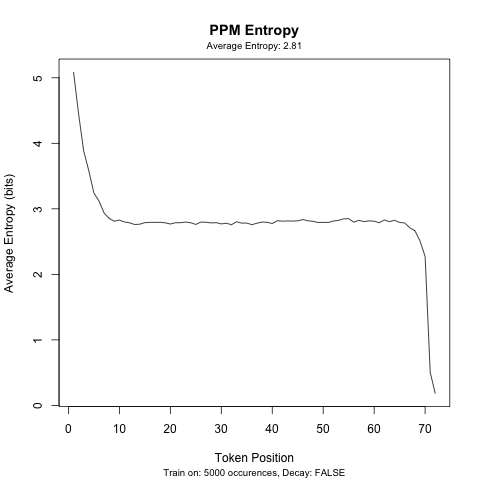 PPM Entropy
Average Entropy: 2.81
Average Entropy (bits)
5
4
3
2
1
0
0 10 20 30 40 50 60 70
Token Position
Train on: 5000 occurences, Decay: FALSE